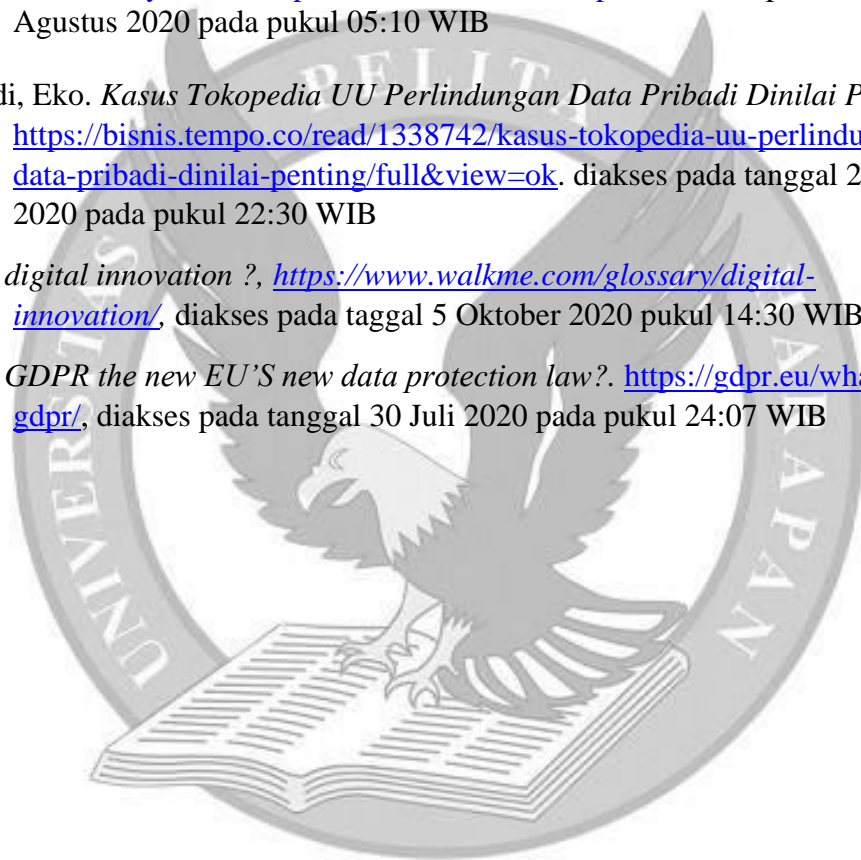 Agustus 2020 pada pukul 05:10 WIB
di, Eko. Kasus Tokopedia UU Perlindungan Data Pribadi Dinilai P
https://bisnis.tempo.co/read/1338742/kasus-tokopedia-uu-perlindu
data-pribadi-dinilai-penting/full&view=ok. diakses pada tanggal 2
2020 pada pukul 22:30 WIB
digital innovation ?, https://www.walkme.com/glossary/digital-
innovation/, diakses pada taggal 5 Oktober 2020 pukul 14:30 WIB
GDPR the new EU'S new data protection law?. https://gdpr.eu/wha
gdpr/, diakses pada tanggal 30 Juli 2020 pada pukul 24:07 WIB
UNIVERSITAS PELITA HARAPAN